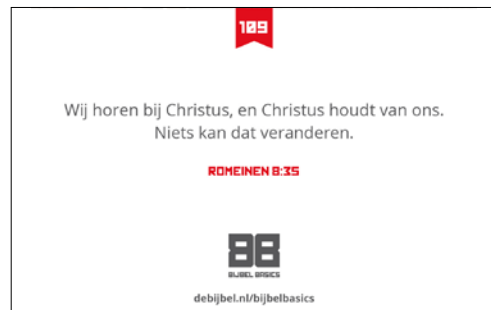 109
Wij horen bij Christus, en Christus houdt van ons.
Niets kan dat veranderen.
ROMEINEN 8:35
BB
BIJBEL BASICS
debijbel.nl/bijbelbasics